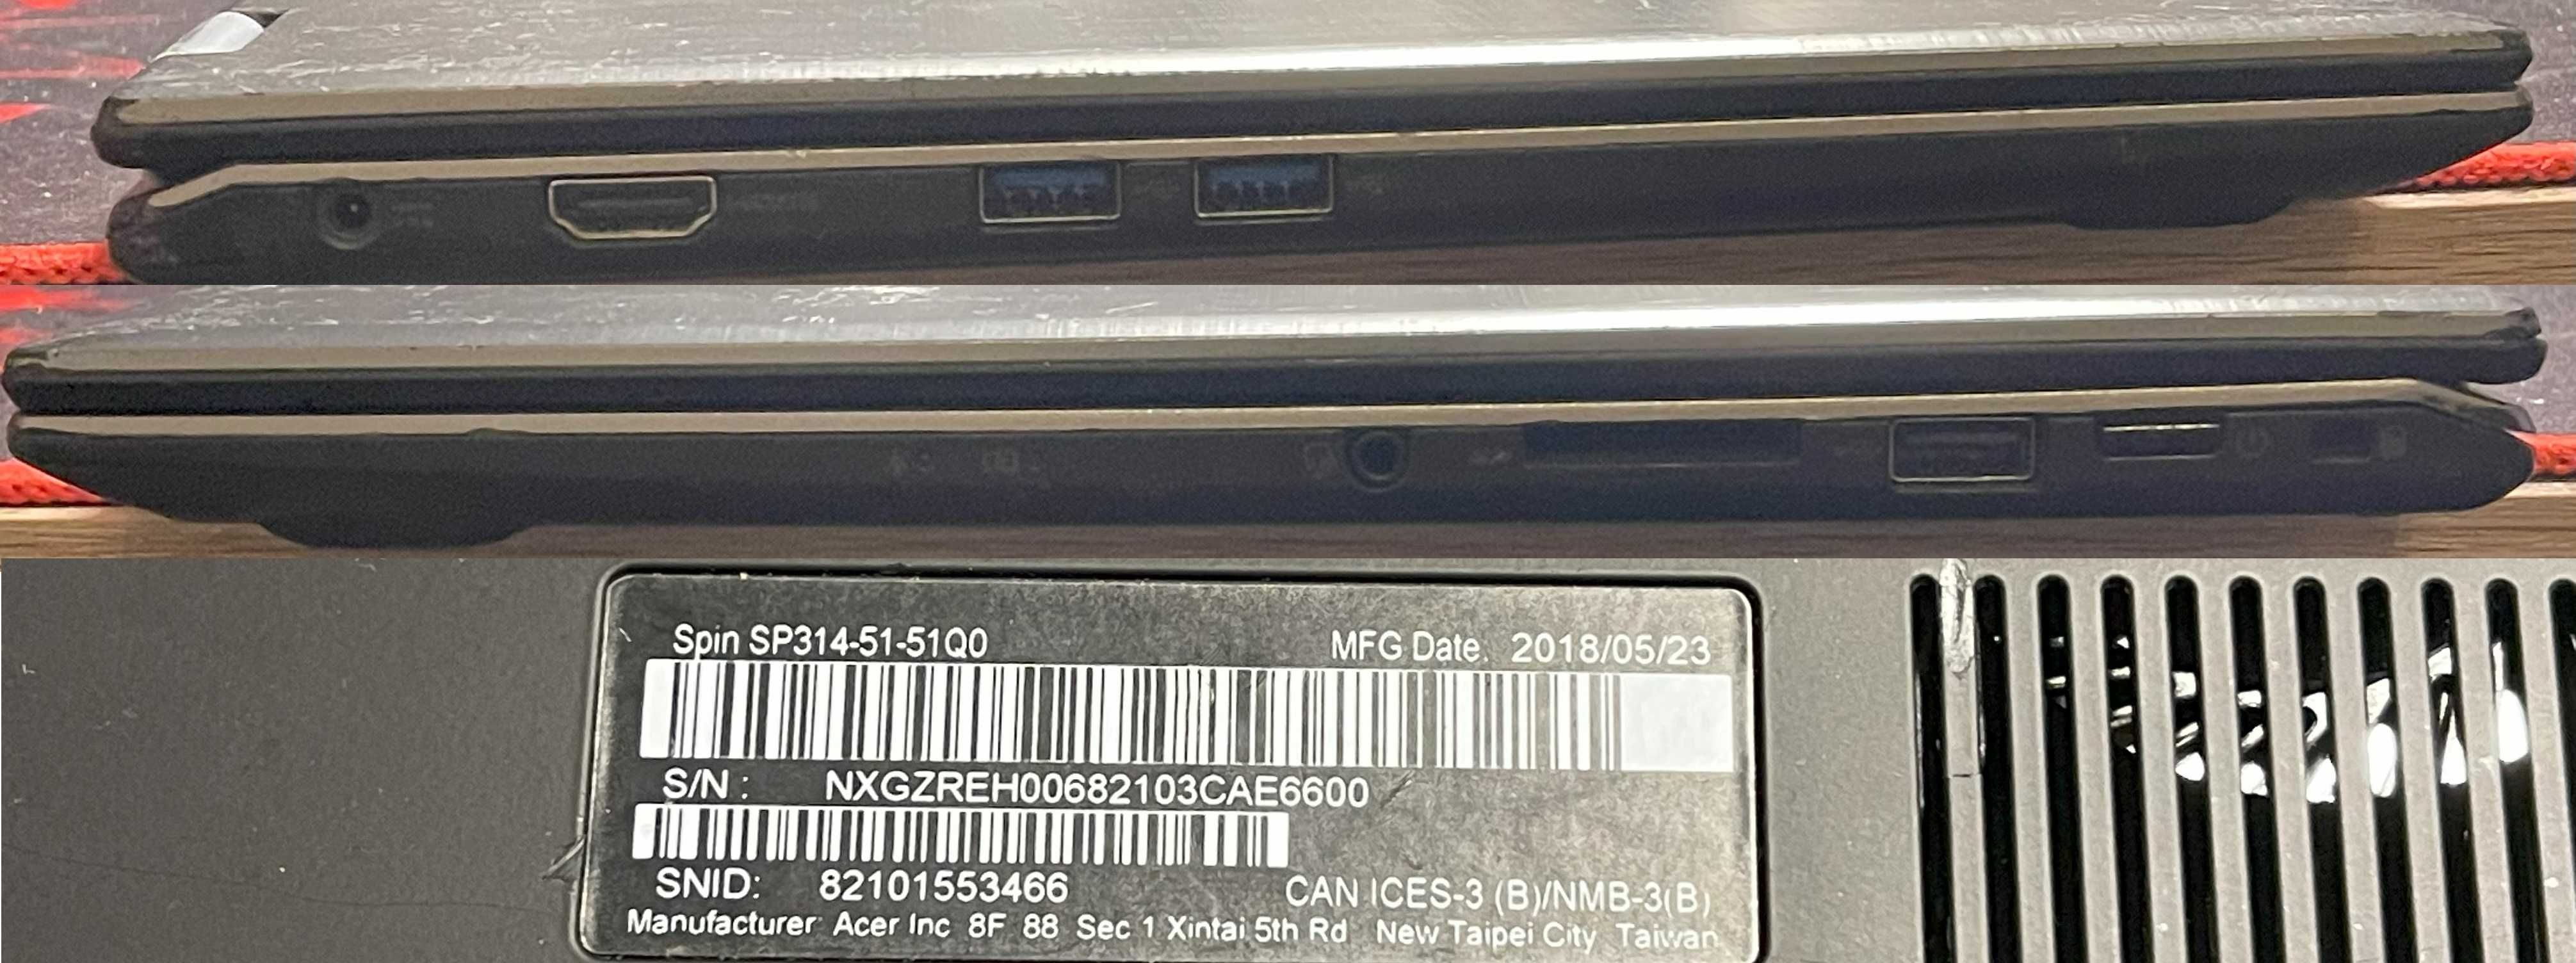 Spin SP314-51-51Q0 MFG Date. 2018/05/23
S/N : NXGZREH00682103CAE6600
SNID: 82101553466
CAN ICES-3 (B)/NMB-3(B)
Manufacturer Acer Inc 8F 88 Sec 1 Xintai 5th Rd New Taipei City Taiwan